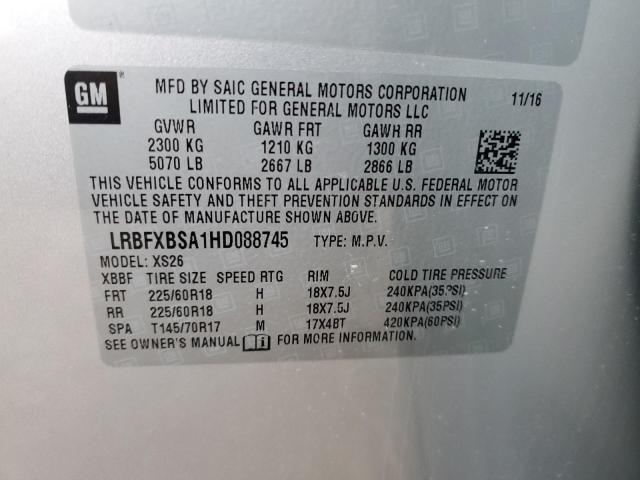 GM
MFD BY SAIC GENERAL MOTORS CORPORATION 11/16
LIMITED FOR GENERAL MOTORS LLC
GVWR GAWR FRT GAWR RR
2300 KG 1210 KG 1300 KG
5070 LB 2667 LB 2866 LB
THIS VEHICLE CONFORMS TO ALL APPLICABLE U.S. FEDERAL MOTOR
VEHICLE SAFETY AND THEFT PREVENTION STANDARDS IN EFFECT ON
DATE OF MANUFACTURE SHOWN ABOVE.
LRBFXBSA1HD088745 TYPE: M.P.V.
MODEL: XS26
XBBF TIRE SIZE SPEED RTG RIM COLD TIRE PRESSURE
FRT 225/60R18 H 18X7.5J 240KPA(35PSI)
RR 225/60R18 H 18X7.5J 240KPA(35PSI)
SPA T145/70R17 M 17X4BT 420KPA(60PSI)
SEE OWNER'S MANUAL FOR MORE INFORMATION